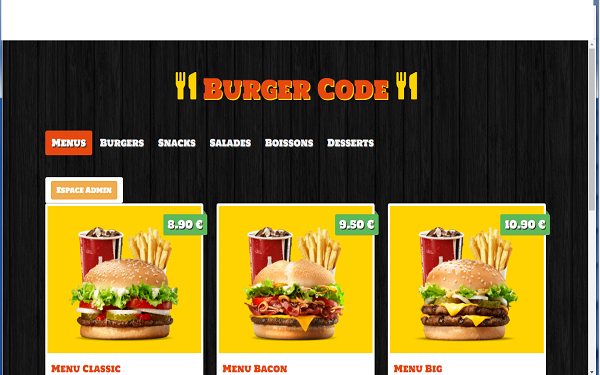 Burger Code
Menus Burgers Snacks Salades Boissons Desserts
Espace Admin
8.90 €
9.50 €
10.90 €
Menu Classic
Menu Bacon
Menu Big